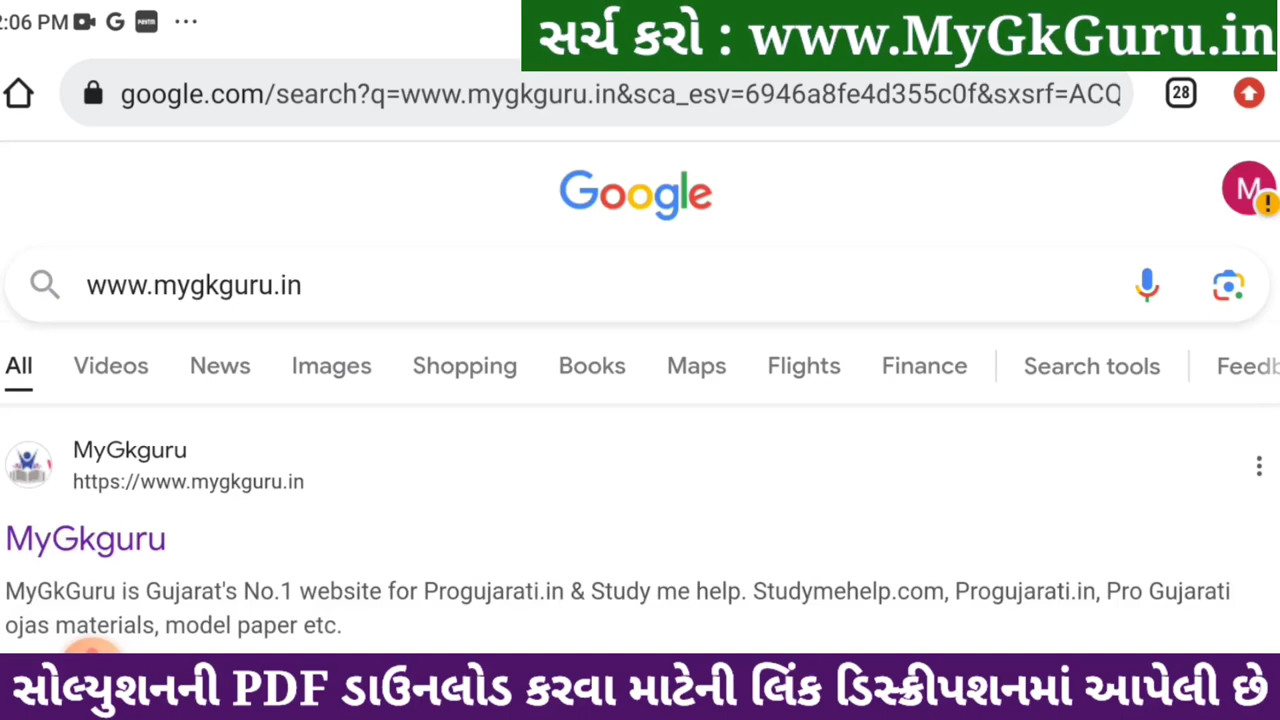 2:06 PM G Paytm ...
સર્ચ કરો : www.MyGkGuru.in
google.com/search?q=www.mygkguru.in&sca_esv=6946a8fe4d355c0f&sxsrf=ACQ
28
Google
M
www.mygkguru.in
All Videos News Images Shopping Books Maps Flights Finance Search tools Feedb
MyGkguru
https://www.mygkguru.in
MyGkguru
MyGkGuru is Gujarat's No.1 website for Progujarati.in & Study me help. Studymehelp.com, Progujarati.in, Pro Gujarati
ojas materials, model paper etc.
સોલ્યુશનની PDF ડાઉનલોડ કરવા માટેની લિંક ડિસ્ક્રીપશનમાં આપેલી છે